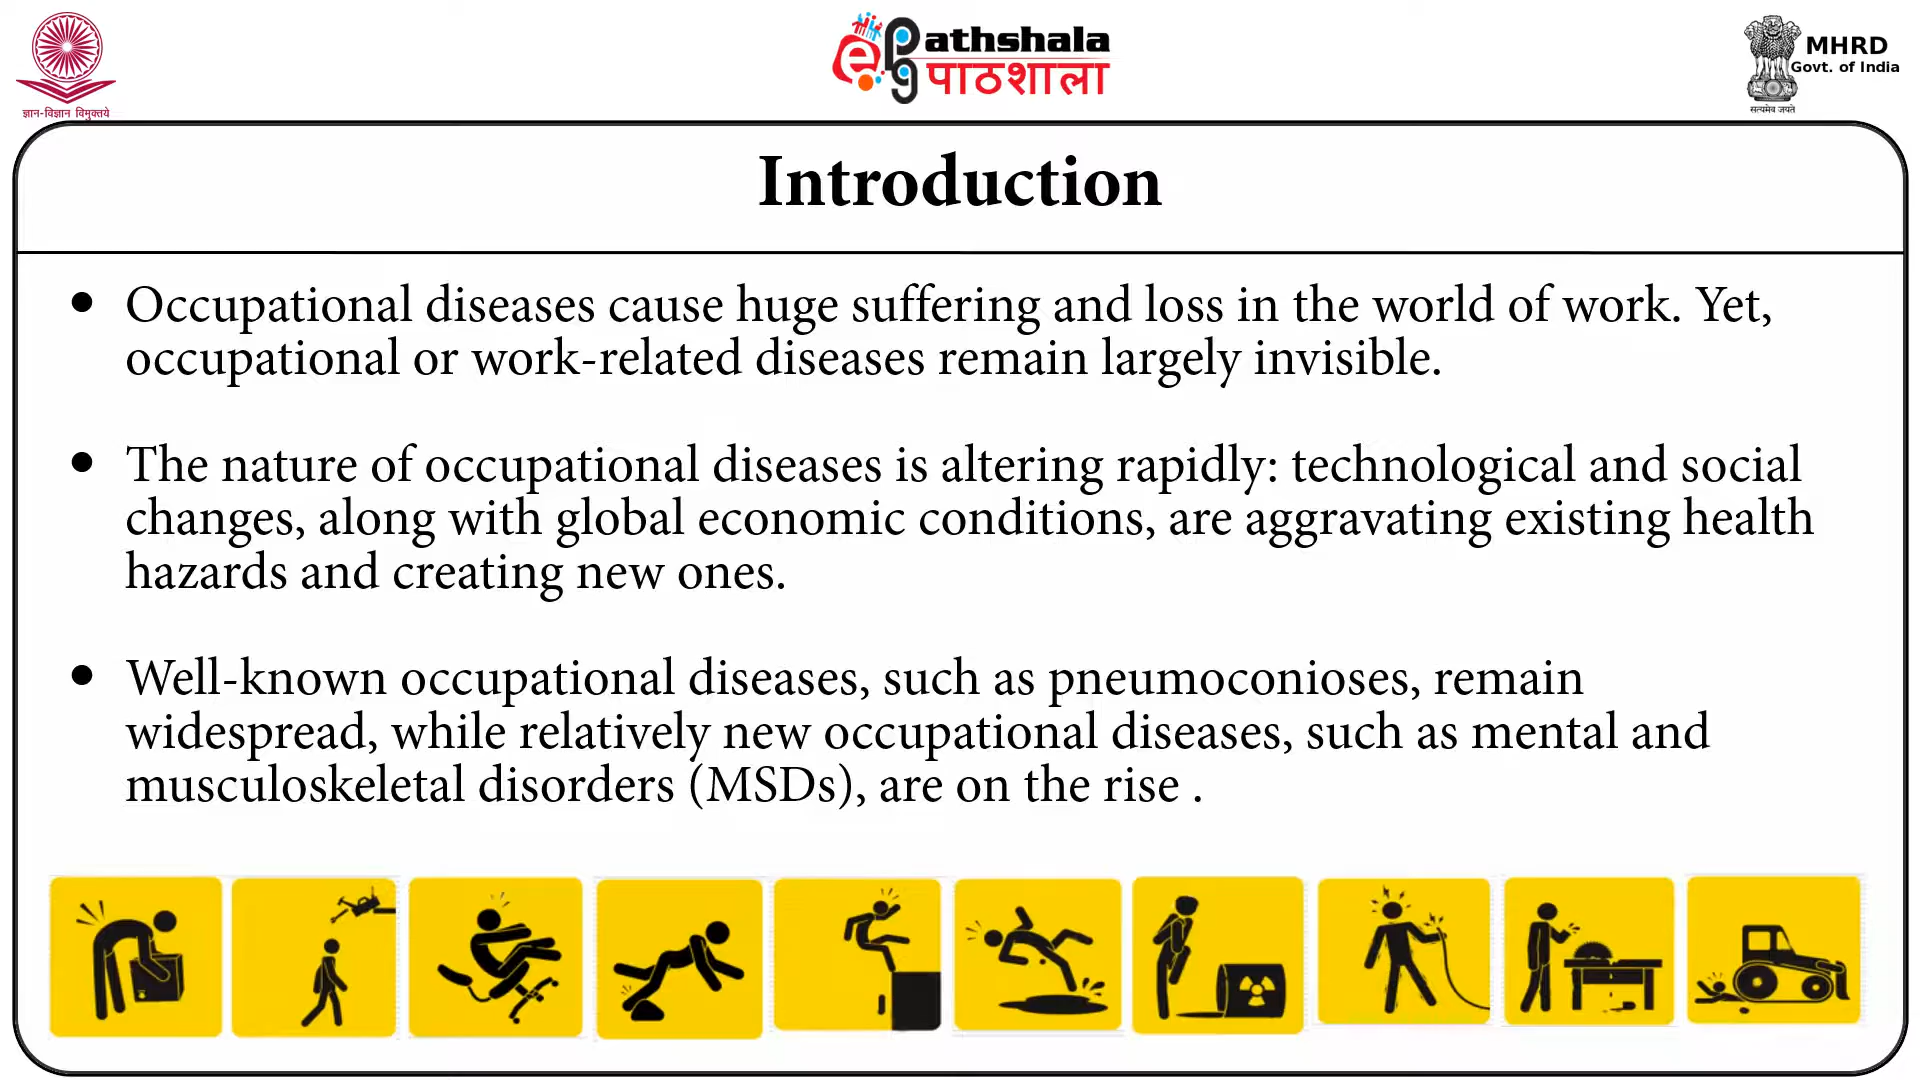 ज्ञान-विज्ञान विमुक्तये
ePathshala
पाठशाला
MHRD
Govt. of India
सत्यमेव जयते
Introduction
• Occupational diseases cause huge suffering and loss in the world of work. Yet,
occupational or work-related diseases remain largely invisible.
• The nature of occupational diseases is altering rapidly: technological and social
changes, along with global economic conditions, are aggravating existing health
hazards and creating new ones.
• Well-known occupational diseases, such as pneumoconioses, remain
widespread, while relatively new occupational diseases, such as mental and
musculoskeletal disorders (MSDs), are on the rise .